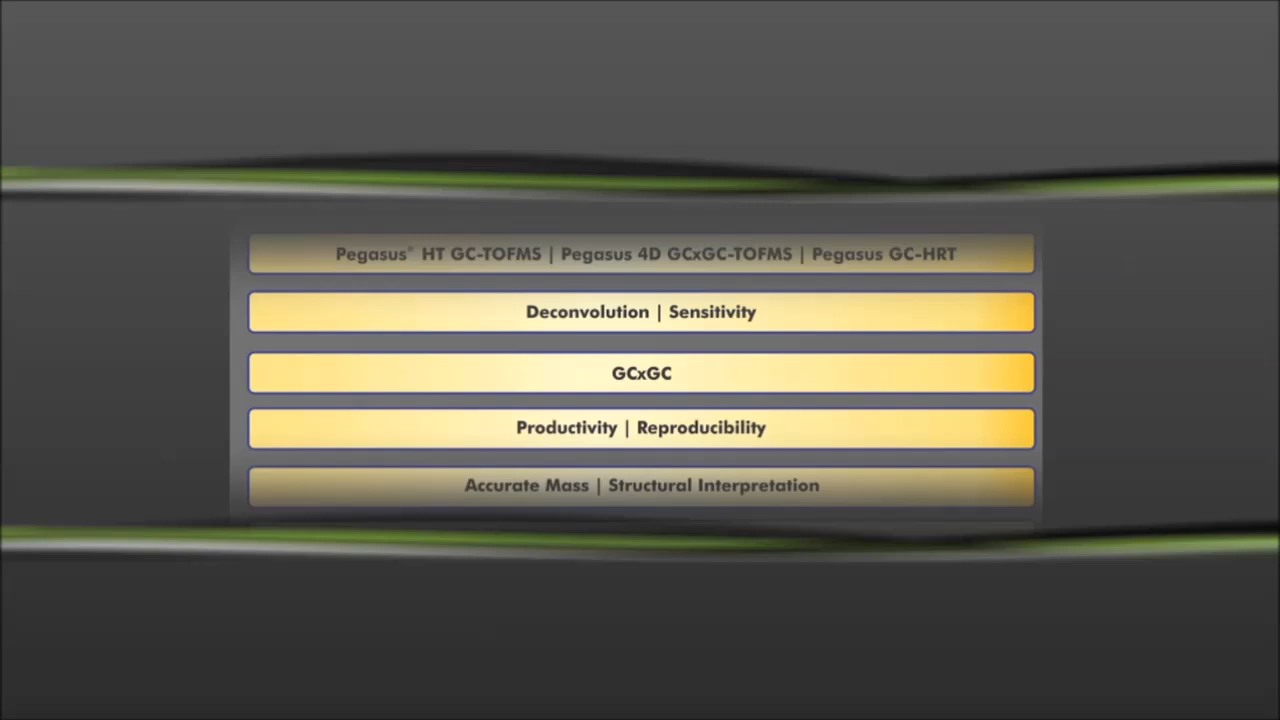 Pegasus® HT GC-TOFMS | Pegasus 4D GCxGC-TOFMS | Pegasus GC-HRT
Deconvolution | Sensitivity
GCxGC
Productivity | Reproducibility
Accurate Mass | Structural Interpretation